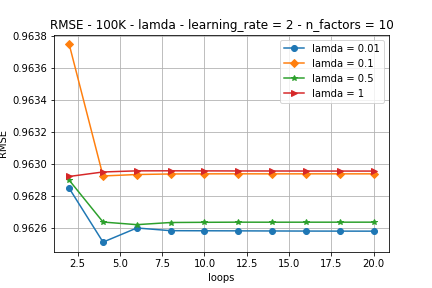 RMSE - 100K - lamda - learning_rate = 2 - n_factors = 10
0.9638
0.9636
0.9634
0.9632
0.9630
0.9628
0.9626
RMSE
lamda = 0.01
lamda = 0.1
lamda = 0.5
lamda = 1
2.5 5.0 7.5 10.0 12.5 15.0 17.5 20.0
loops